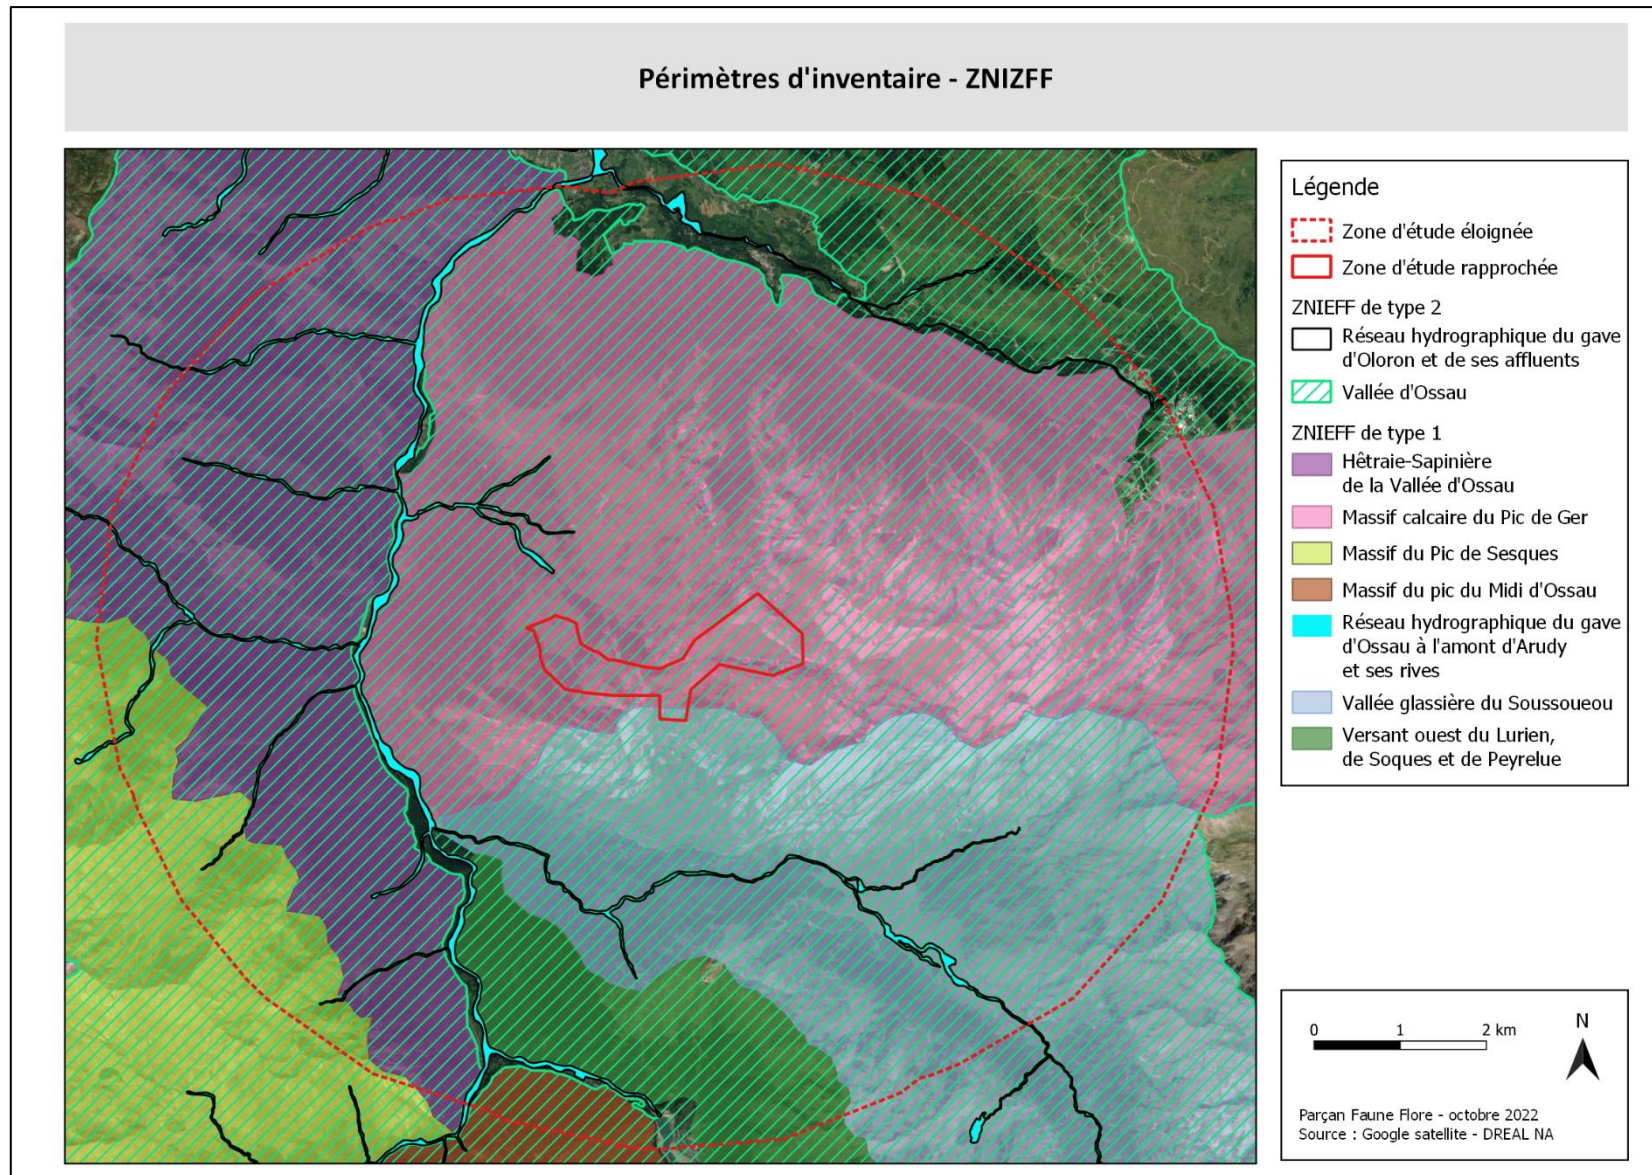 Périmètres d'inventaire - ZNIZFF
Légende
Zone d'étude éloignée
Zone d'étude rapprochée
ZNIEFF de type 2
Réseau hydrographique du gave
d'Oloron et de ses affluents
Vallée d'Ossau
ZNIEFF de type 1
Hêtraie-Sapinière
de la Vallée d'Ossau
Massif calcaire du Pic de Ger
Massif du Pic de Sesques
Massif du pic du Midi d'Ossau
Réseau hydrographique du gave
d'Ossau à l'amont d'Arudy
et ses rives
Vallée glassière du Soussoueou
Versant ouest du Lurien,
de Soques et de Peyrelue
0 1 2 km
N
Parçan Faune Flore - octobre 2022
Source : Google satellite - DREAL NA